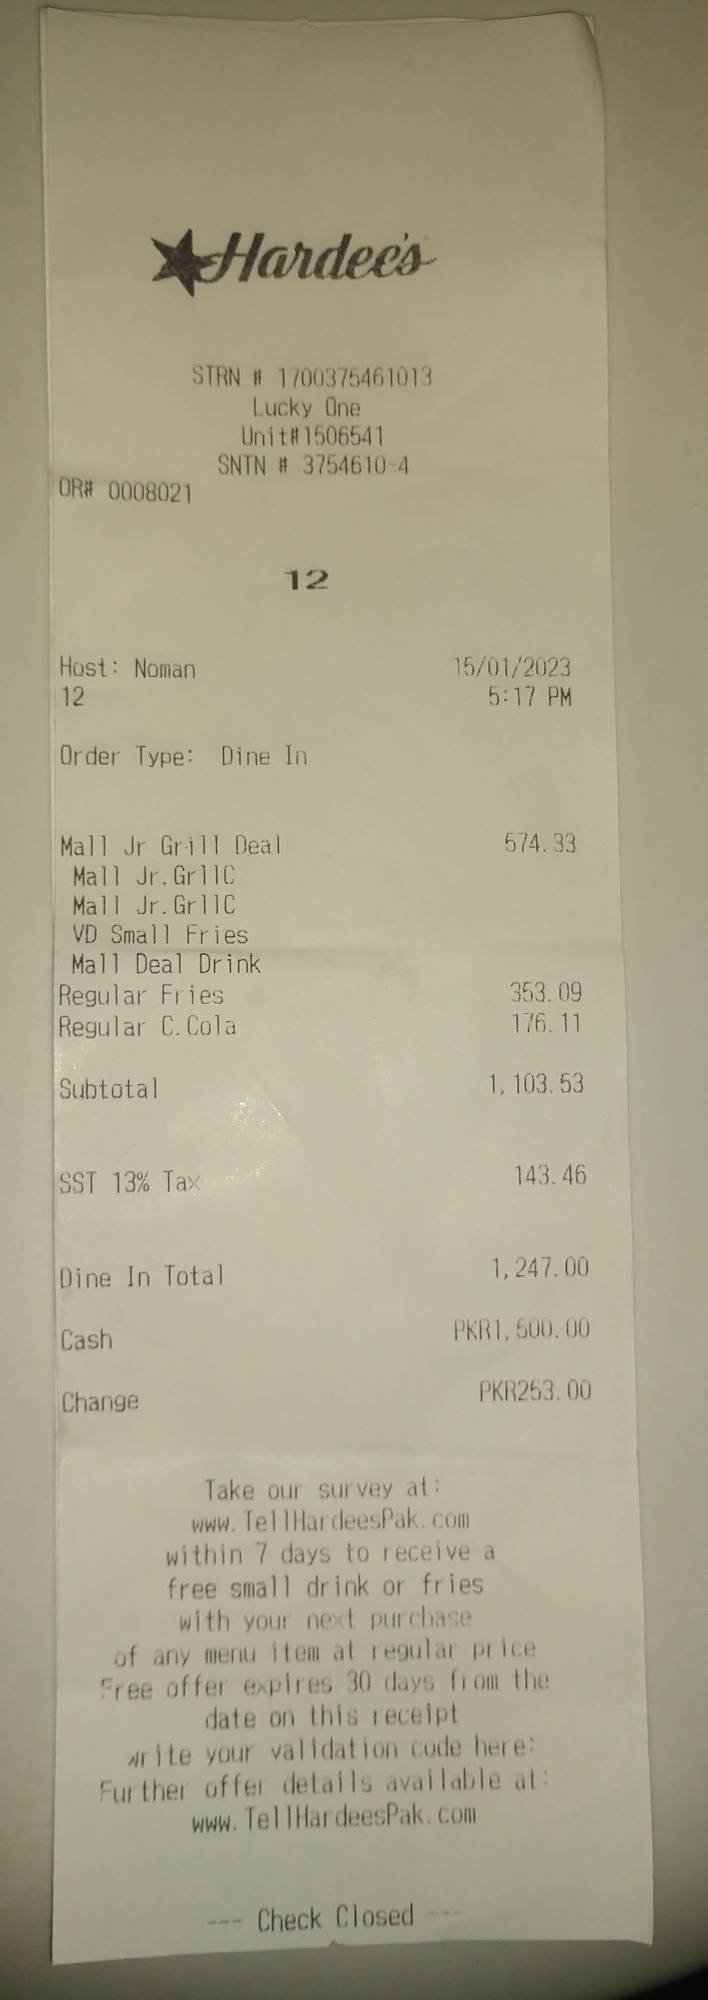 Hardee's
STRN # 1700375461013
Lucky One
Unit#1506541
SNTN # 3754610-4
OR# 0008021
12
Host: Noman 15/01/2023
12 5:17 PM
Order Type: Dine In
Mall Jr Grill Deal 574.33
Mall Jr.GrllC
Mall Jr.GrllC
VD Small Fries
Mall Deal Drink
Regular Fries 353.09
Regular C.Cola 176.11
Subtotal 1,103.53
SST 13% Tax 143.46
Dine In Total 1,247.00
Cash PKR1,500.00
Change PKR253.00
Take our survey at:
www.TellHardeesPak.com
within 7 days to receive a
free small drink or fries
with your next purchase
of any menu item at regular price
Free offer expires 30 days from the
date on this receipt
write your validation code here:
Further offer details available at:
www.TellHardeesPak.com
--- Check Closed ---